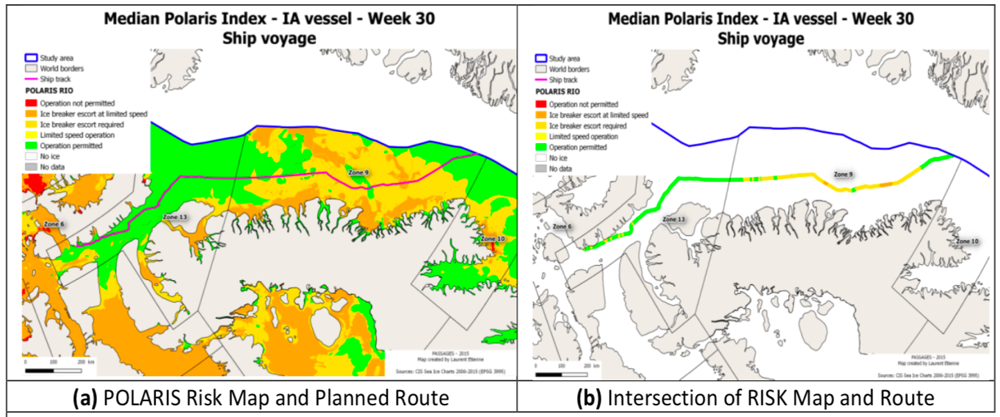 Median Polaris Index - IA vessel - Week 30
Ship voyage
Study area
World borders
Ship track
POLARIS RIO
Operation not permitted
Ice breaker escort at limited speed
Ice breaker escort required
Limited speed operation
Operation permitted
No ice
No data
Zone 9
Zone 13
Zone 6
Zone 10
0 100 200 km
PASSAGES - 2015
Map created by Laurent Etienne
Sources: CIS Sea Ice Charts 2006-2015 (EPSG 3995)
(a) POLARIS Risk Map and Planned Route
Median Polaris Index - IA vessel - Week 30
Ship voyage
Study area
World borders
Ship track
POLARIS RIO
Operation not permitted
Ice breaker escort at limited speed
Ice breaker escort required
Limited speed operation
Operation permitted
No ice
No data
Zone 9
Zone 13
Zone 6
Zone 10
0 100 200 km
PASSAGES - 2015
Map created by Laurent Etienne
Sources: CIS Sea Ice Charts 2006-2015 (EPSG 3995)
(b) Intersection of RISK Map and Route